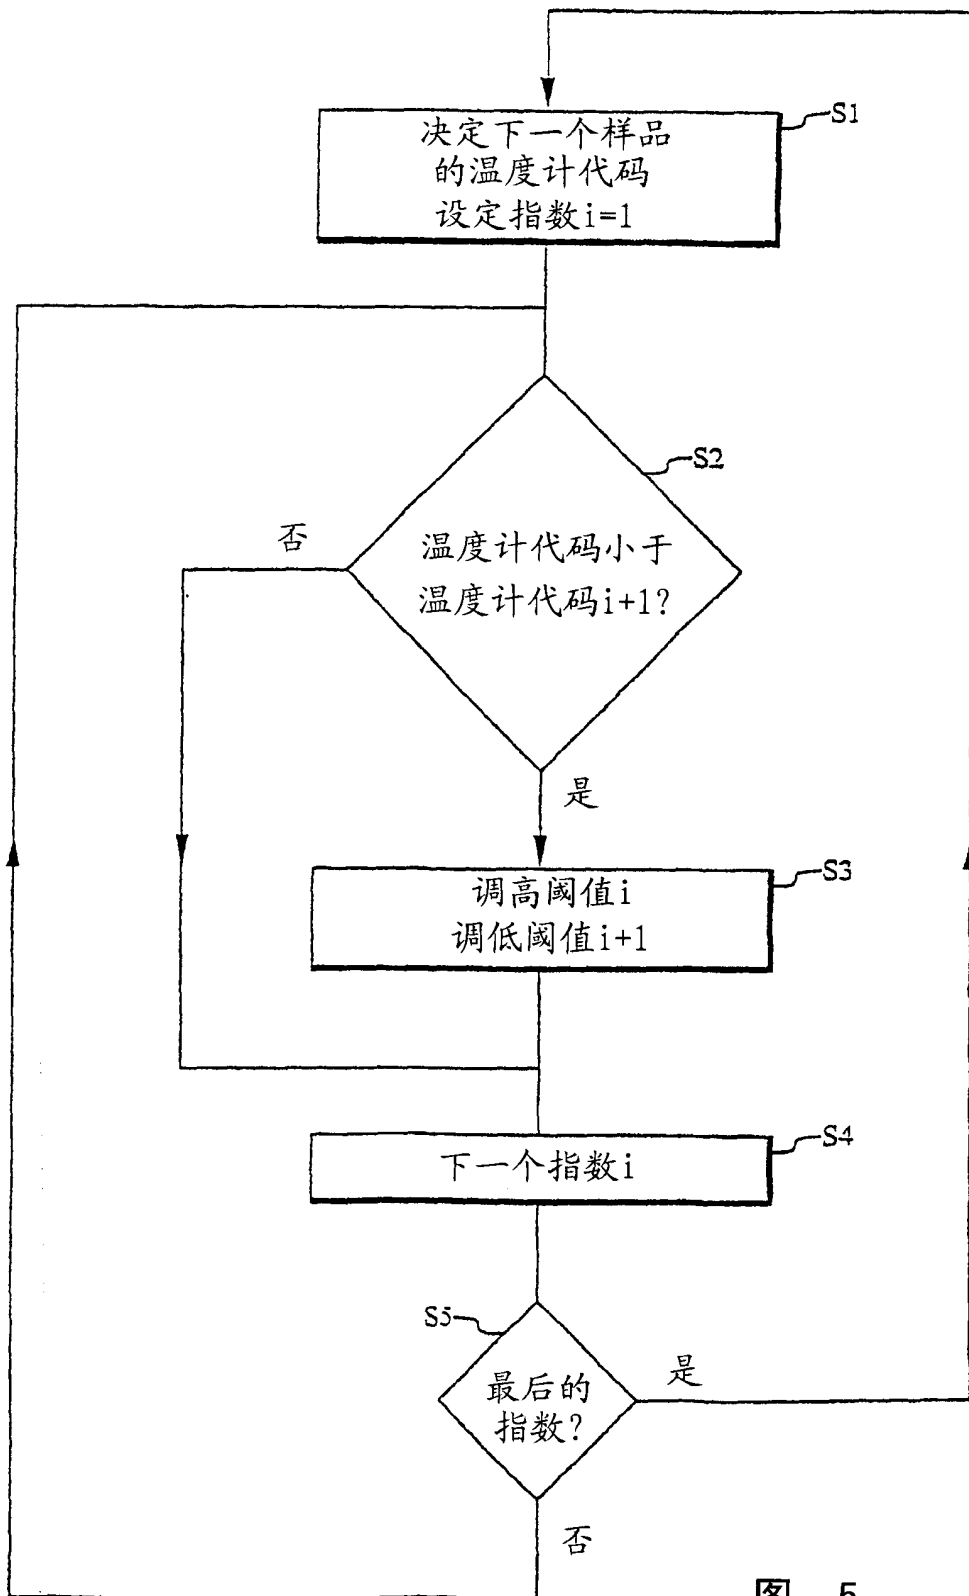 S1
决定下一个样品
的温度计代码
设定指数i=1
S2
否
温度计代码小于
温度计代码i+1?
是
S3
调高阈值i
调低阈值i+1
S4
下一个指数i
S5
是
最后的
指数?
否
图 5